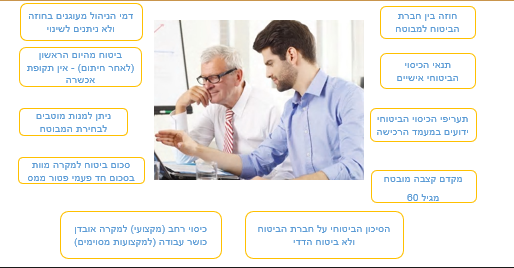 חוזה בין חברת
הביטוח למבוטח
תנאי הכיסוי
הביטוחי אישיים
תעריפי הכיסוי הביטוחי
ידועים במעמד הרכישה
מקדם קצבה מובטח
מגיל 60
דמי הניהול מעוגנים בחוזה
ולא ניתנים לשינוי
ביטוח מהיום הראשון
(לאחר חיתום) - אין תקופת
אכשרה
ניתן למנות מוטבים
לבחירת המבוטח
סכום ביטוח למקרה מוות
בסכום חד פעמי פטור ממס
הסיכון הביטוחי על חברת הביטוח
ולא ביטוח הדדי
כיסוי רחב (מקצועי) למקרה אובדן
כושר עבודה (למקצועות מסוימים)